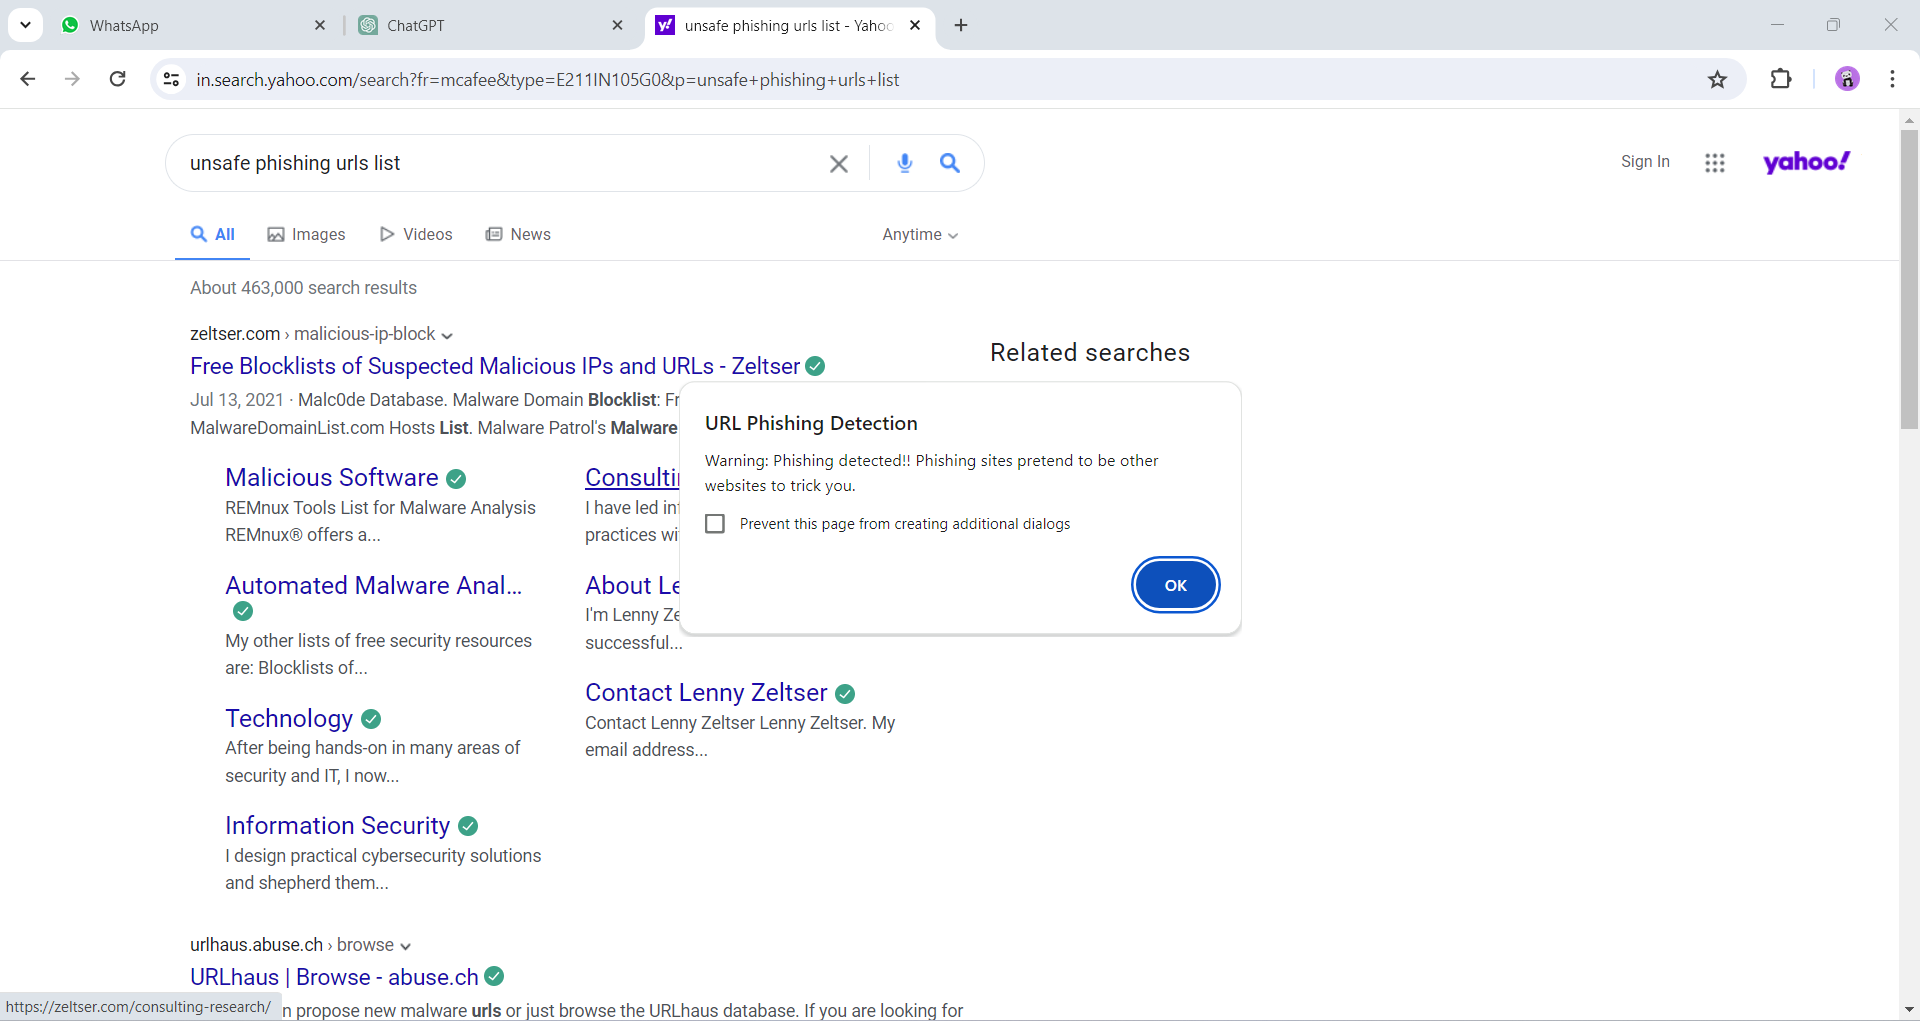 WhatsApp
ChatGPT
unsafe phishing urls list - Yahoo
in.search.yahoo.com/search?fr=mcafee&type=E211IN105G0&p=unsafe+phishing+urls+list
unsafe phishing urls list
Sign In
yahoo!
All
Images
Videos
News
Anytime
About 463,000 search results
zeltser.com › malicious-ip-block
Free Blocklists of Suspected Malicious IPs and URLs - Zeltser
Jul 13, 2021 · Malc0de Database. Malware Domain Blocklist: Fr
MalwareDomainList.com Hosts List. Malware Patrol's Malware
Malicious Software
REMnux Tools List for Malware Analysis
REMnux® offers a...
Automated Malware Anal...
My other lists of free security resources
are: Blocklists of...
Technology
After being hands-on in many areas of
security and IT, I now...
Information Security
I design practical cybersecurity solutions
and shepherd them...
Consulti
I have led in
practices wi
About Le
I'm Lenny Ze
successful...
Contact Lenny Zeltser
Contact Lenny Zeltser Lenny Zeltser. My
email address...
Related searches
URL Phishing Detection
Warning: Phishing detected!! Phishing sites pretend to be other
websites to trick you.
Prevent this page from creating additional dialogs
OK
urlhaus.abuse.ch › browse
URLhaus | Browse - abuse.ch
n propose new malware urls or just browse the URLhaus database. If you are looking for
https://zeltser.com/consulting-research/